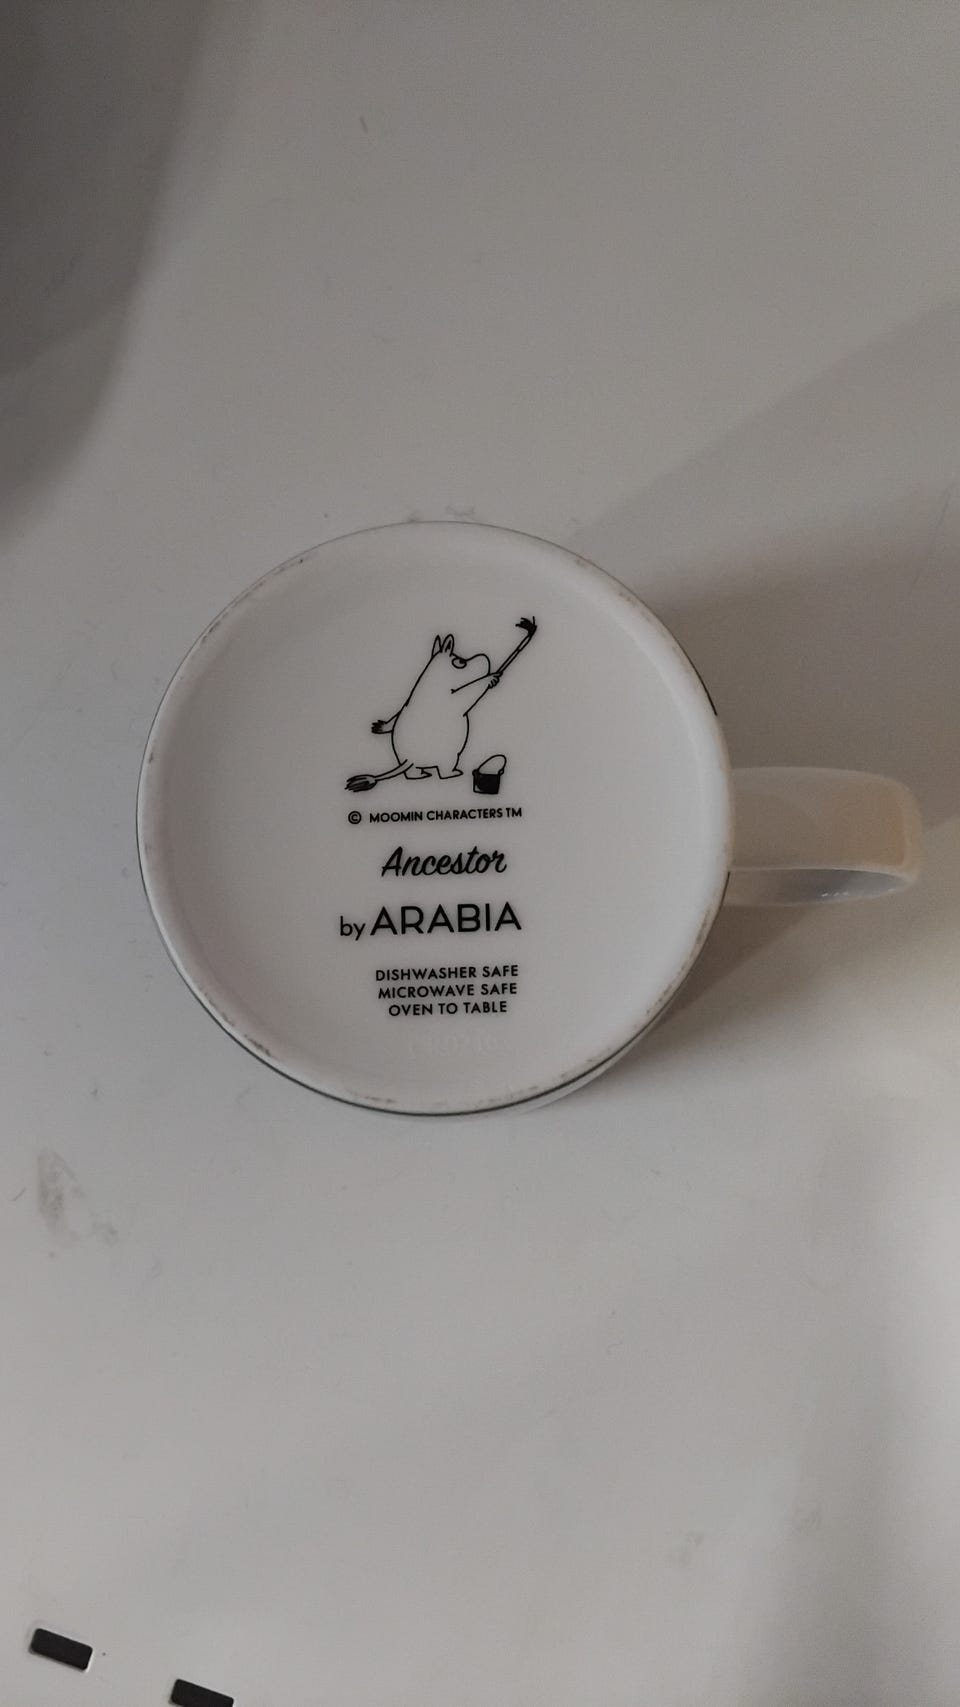 © MOOMIN CHARACTERS TM
Ancestor
by ARABIA
DISHWASHER SAFE
MICROWAVE SAFE
OVEN TO TABLE